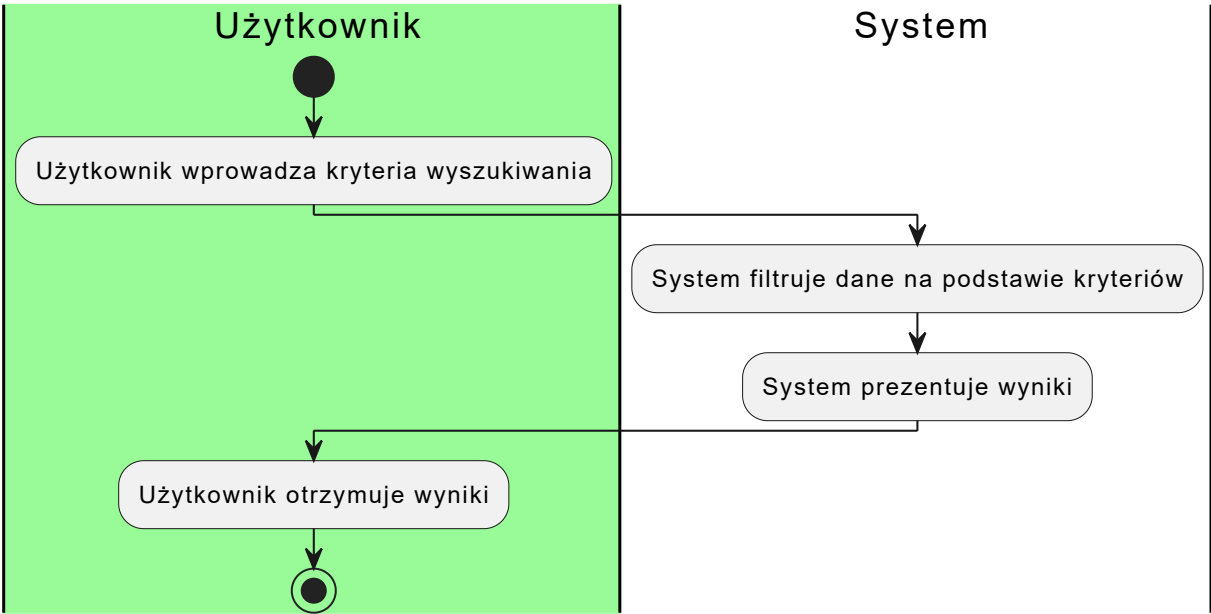 Użytkownik
System
Użytkownik wprowadza kryteria wyszukiwania
System filtruje dane na podstawie kryteriów
System prezentuje wyniki
Użytkownik otrzymuje wyniki